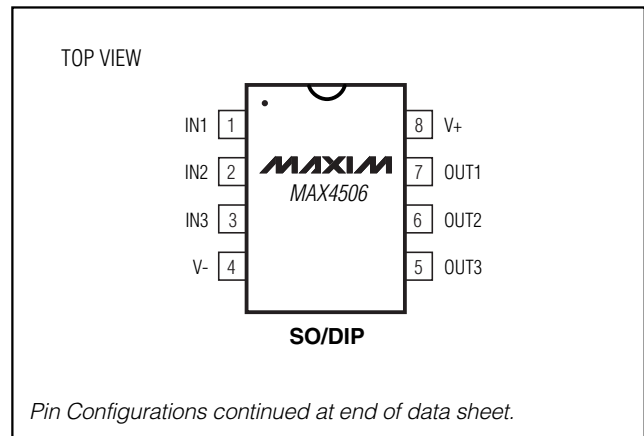 TOP VIEW
IN1 1 8 V+
IN2 2 MAXIM 7 OUT1
MAX4506
IN3 3 6 OUT2
V- 4 5 OUT3
SO/DIP
Pin Configurations continued at end of data sheet.